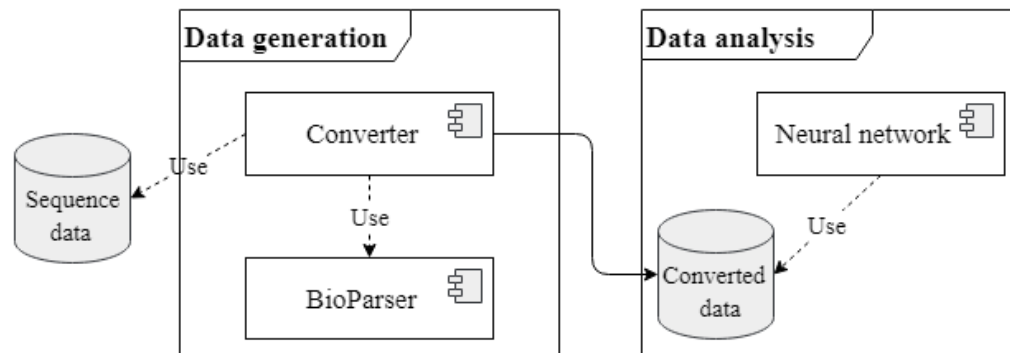 Data generation
Data analysis
Converter
Neural network
Use
Sequence
data
Use
Use
BioParser
Converted
data